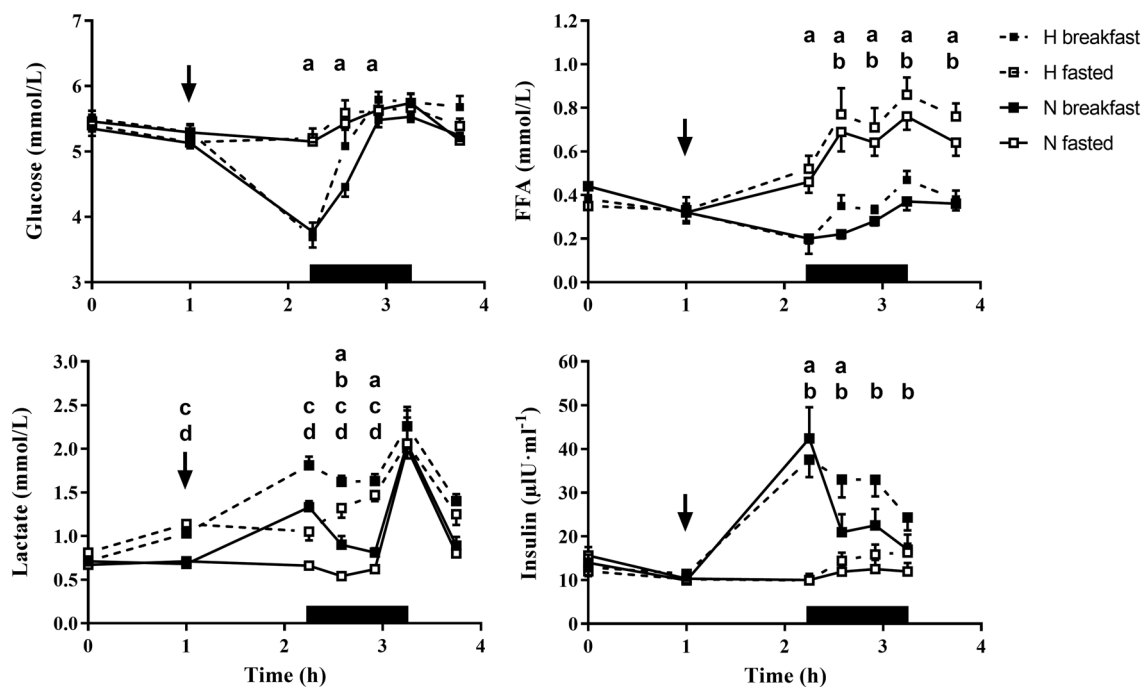 Glucose (mmol/L)
7
6
5
4
3
a a a
0 1 2 3 4
FFA (mmol/L)
1.2
1.0
0.8
0.6
0.4
0.2
0.0
a a a a a
b b b b
0 1 2 3 4
H breakfast
H fasted
N breakfast
N fasted
Lactate (mmol/L)
3.0
2.5
2.0
1.5
1.0
0.5
0.0
a
b a
c c c c
d d d d
0 1 2 3 4
Time (h)
Insulin (µIU·ml⁻¹)
60
50
40
30
20
10
0
a a
b b b b
0 1 2 3 4
Time (h)